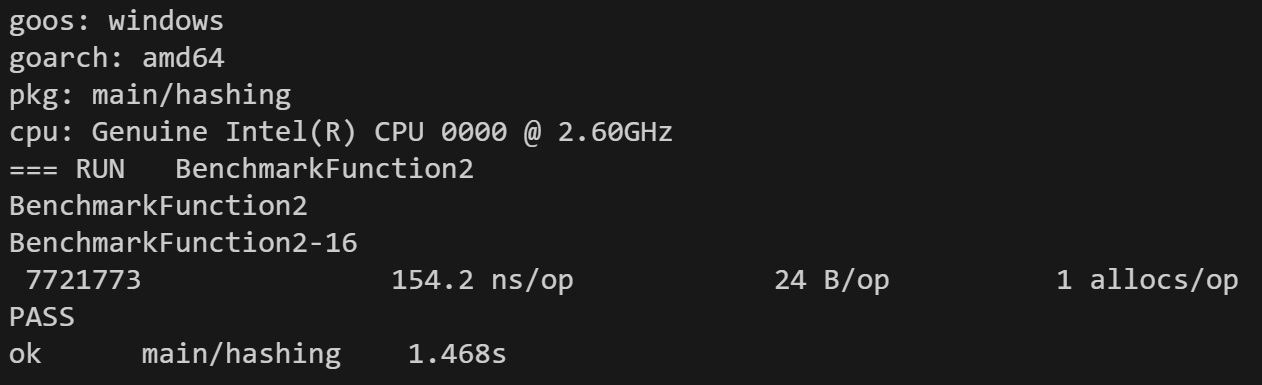 goos: windows
goarch: amd64
pkg: main/hashing
cpu: Genuine Intel(R) CPU 0000 @ 2.60GHz
=== RUN   BenchmarkFunction2
BenchmarkFunction2
BenchmarkFunction2-16
 7721773               154.2 ns/op            24 B/op          1 allocs/op
PASS
ok      main/hashing    1.468s